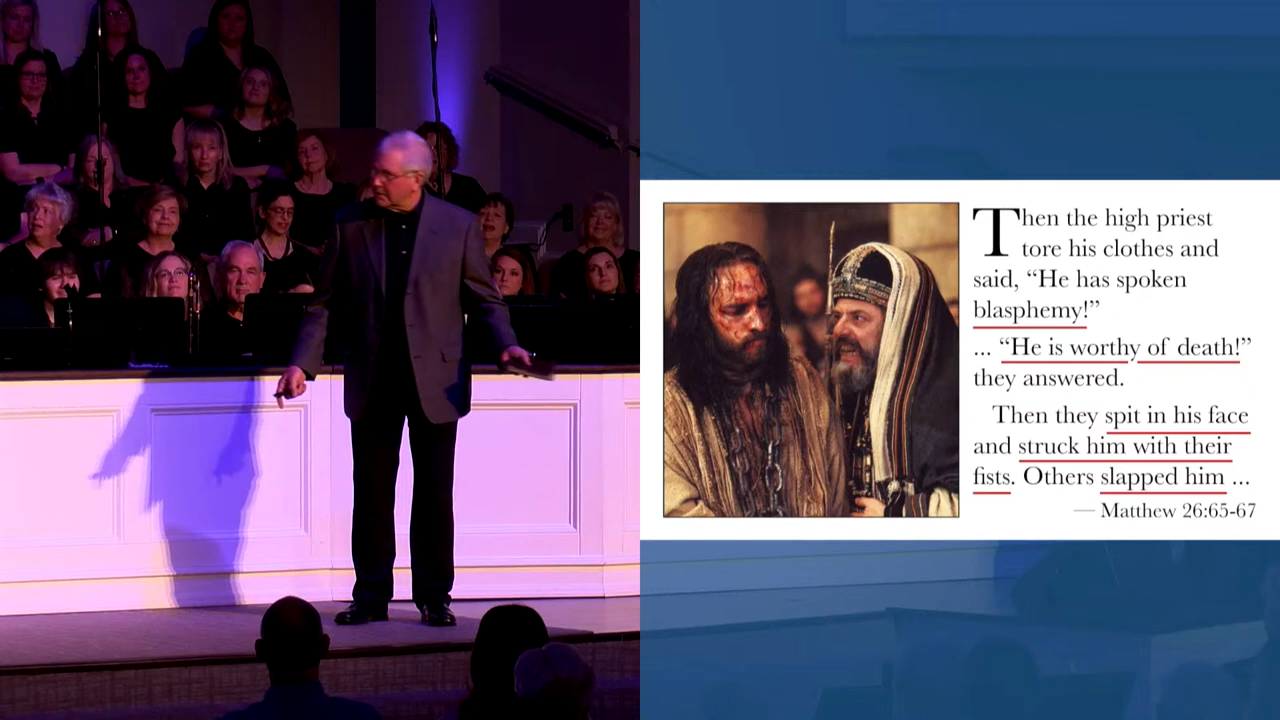 Then the high priest
tore his clothes and
said, “He has spoken
blasphemy!”
... “He is worthy of death!”
they answered.
Then they spit in his face
and struck him with their
fists. Others slapped him ...
— Matthew 26:65-67